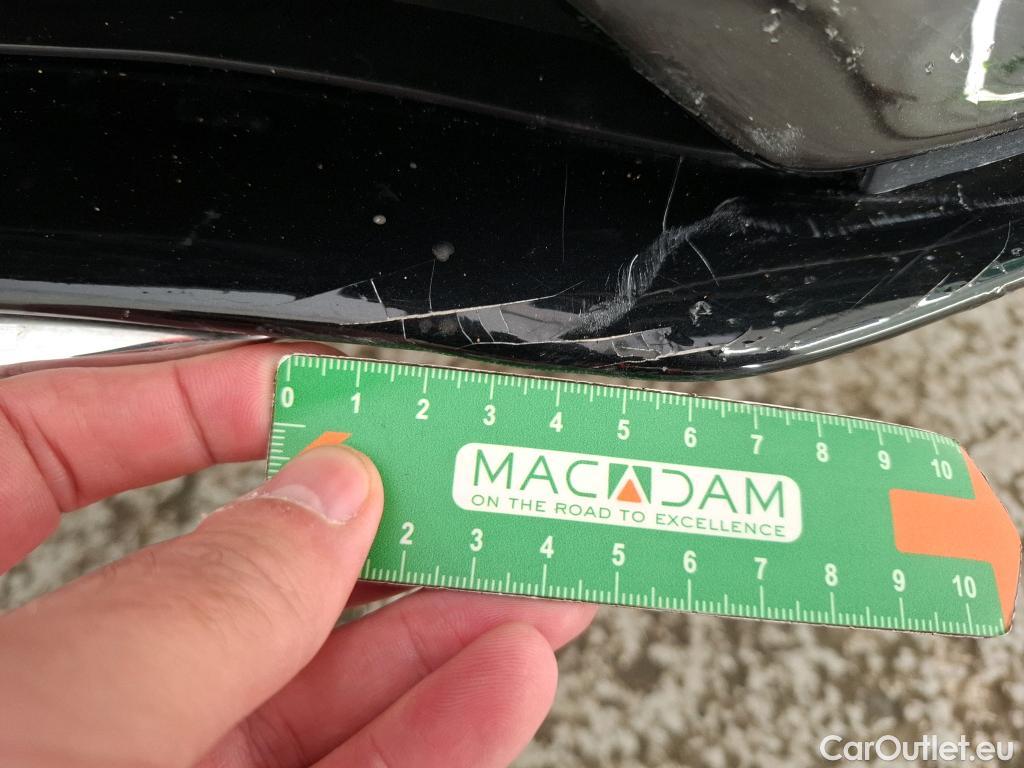 0 1 2 3 4 5 6 7 8 9 10
MACADAM
ON THE ROAD TO EXCELLENCE
2 3 4 5 6 7 8 9 10
CarOutlet.eu